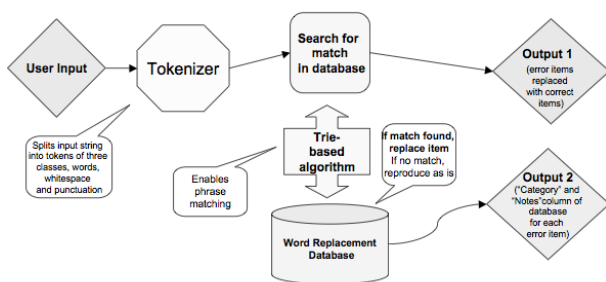 User Input
Tokenizer
Search for
match
in database
Output 1
(error items
replaced
with correct
items)
Splits input string
into tokens of three
classes, words,
whitespace
and punctuation
Enables
phrase
matching
Trie-
based
algorithm
If match found,
replace item
If no match,
reproduce as is
Output 2
("Category" and
"Notes"column of
database
for each
error item)
Word Replacement
Database